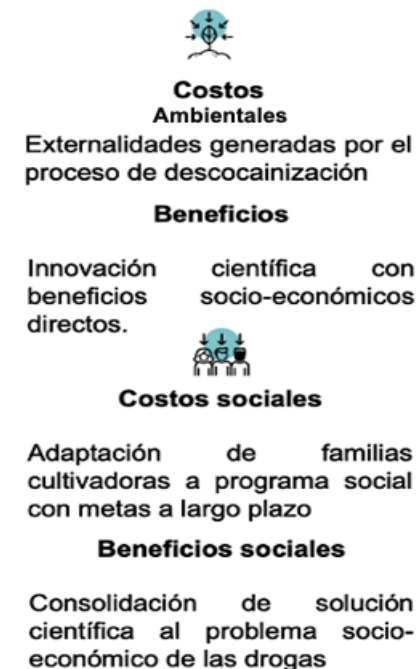 Costos
Ambientales
Externalidades generadas por el
proceso de descocainización
Beneficios
Innovación científica con
beneficios socio-económicos
directos.
Costos sociales
Adaptación de familias
cultivadoras a programa social
con metas a largo plazo
Beneficios sociales
Consolidación de solución
científica al problema socio-
económico de las drogas